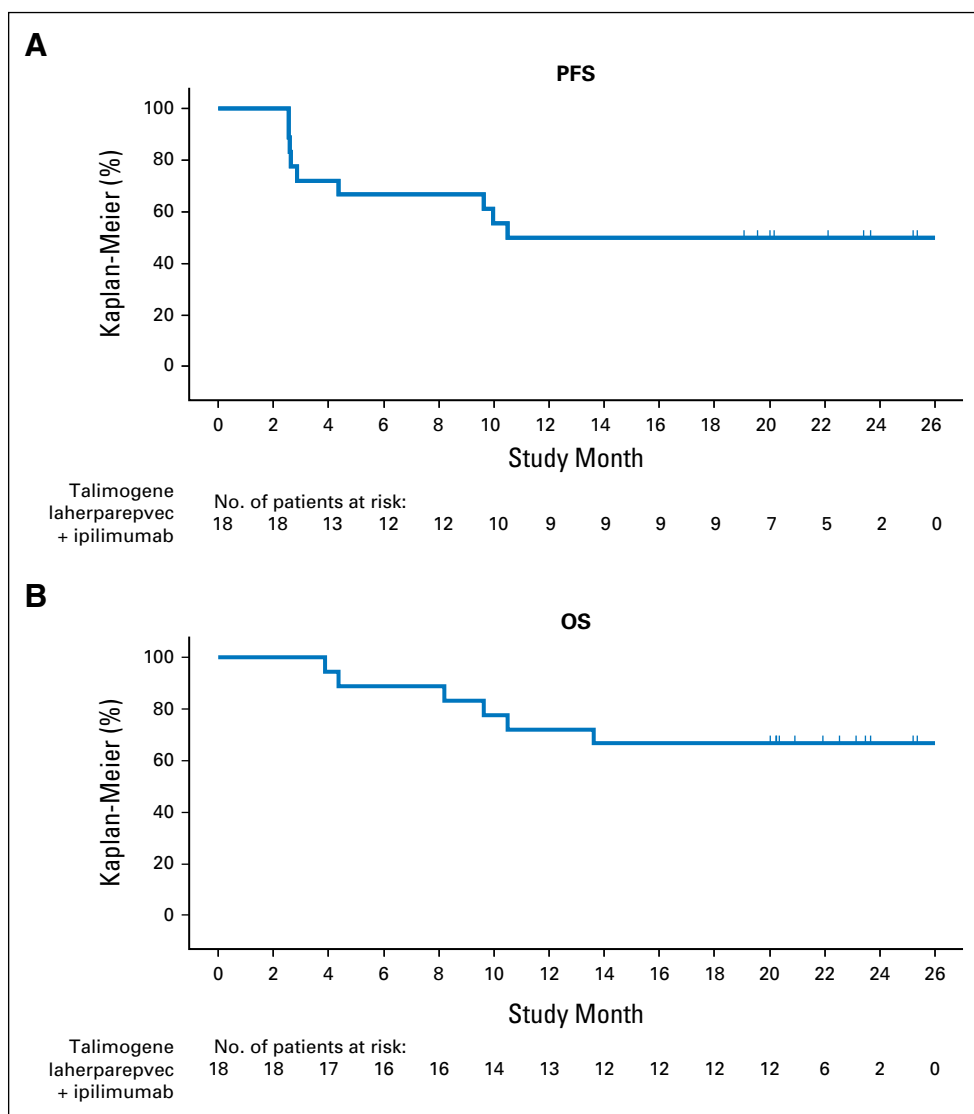 A
PFS
Kaplan-Meier (%)
100
80
60
40
20
0
0 2 4 6 8 10 12 14 16 18 20 22 24 26
Study Month
Talimogene
laherparepvec
+ ipilimumab
No. of patients at risk:
18 18 13 12 12 10 9 9 9 9 7 5 2 0
B
OS
Kaplan-Meier (%)
100
80
60
40
20
0
0 2 4 6 8 10 12 14 16 18 20 22 24 26
Study Month
Talimogene
laherparepvec
+ ipilimumab
No. of patients at risk:
18 18 17 16 16 14 13 12 12 12 12 6 2 0